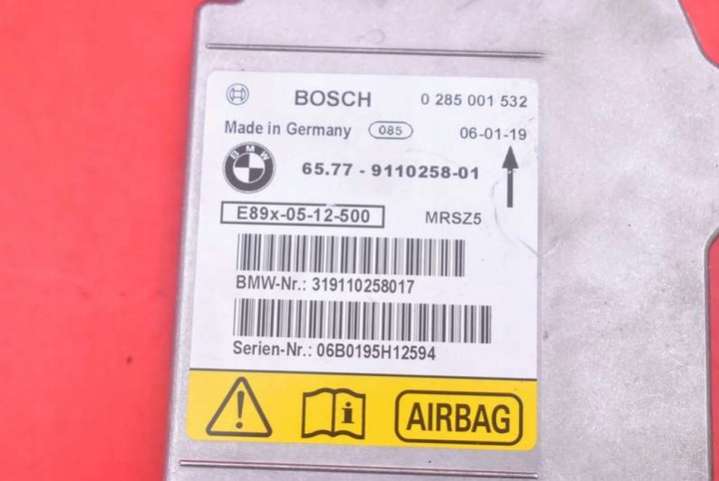 BOSCH 0 285 001 532
Made in Germany 085 06-01-19
BMW 65.77 - 9110258-01
E89x-05-12-500 MRSZ5
BMW-Nr.: 319110258017
Serien-Nr.: 06B0195H12594
i AIRBAG